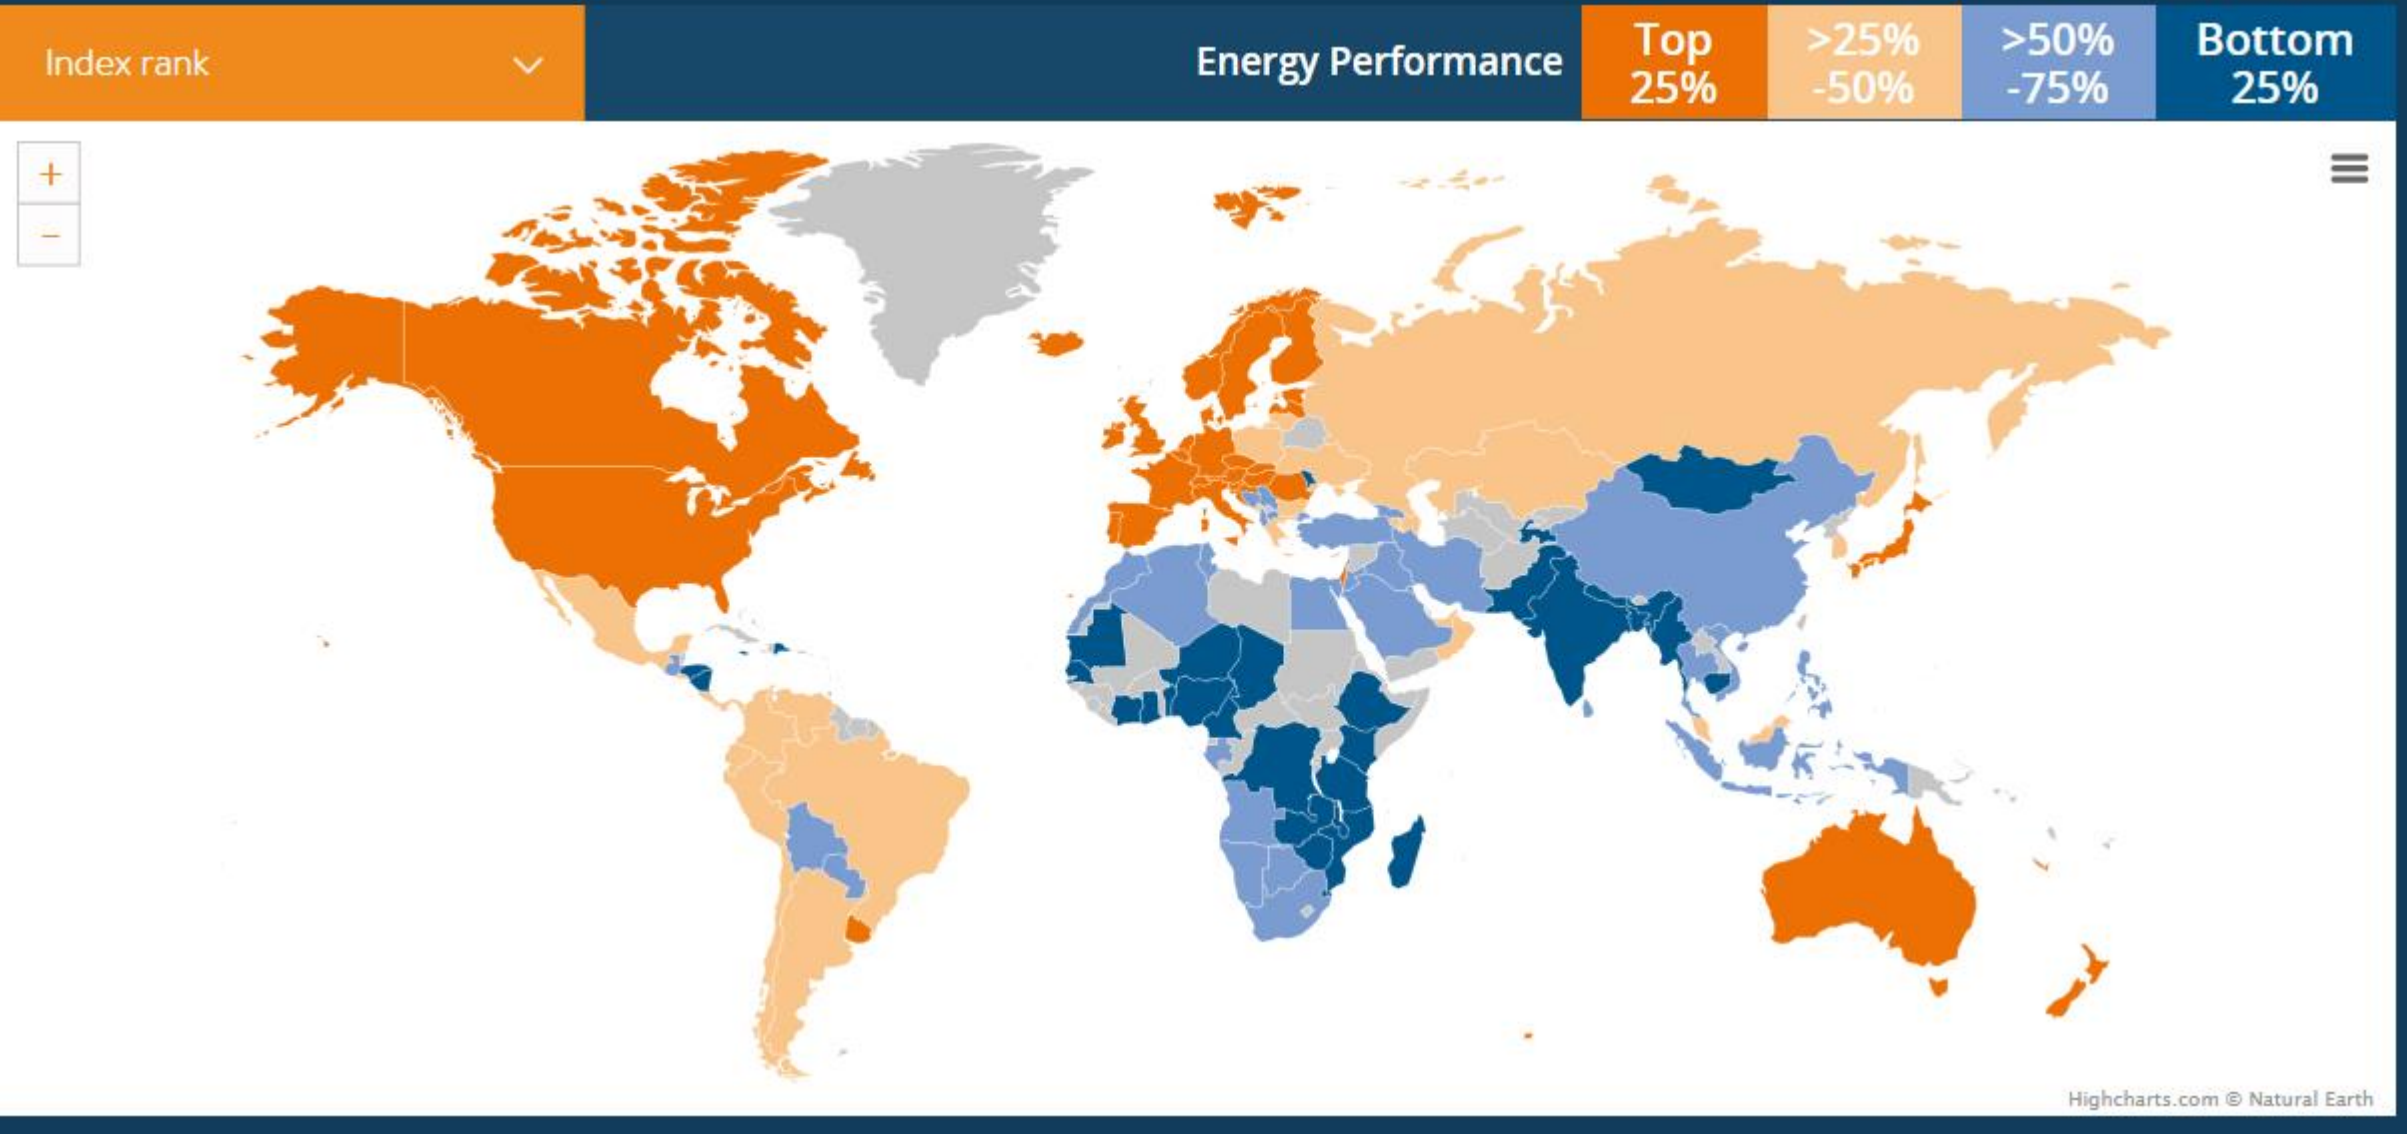 Index rank
Energy Performance
Top
25%
>25%
-50%
>50%
-75%
Bottom
25%
+
−
Highcharts.com © Natural Earth